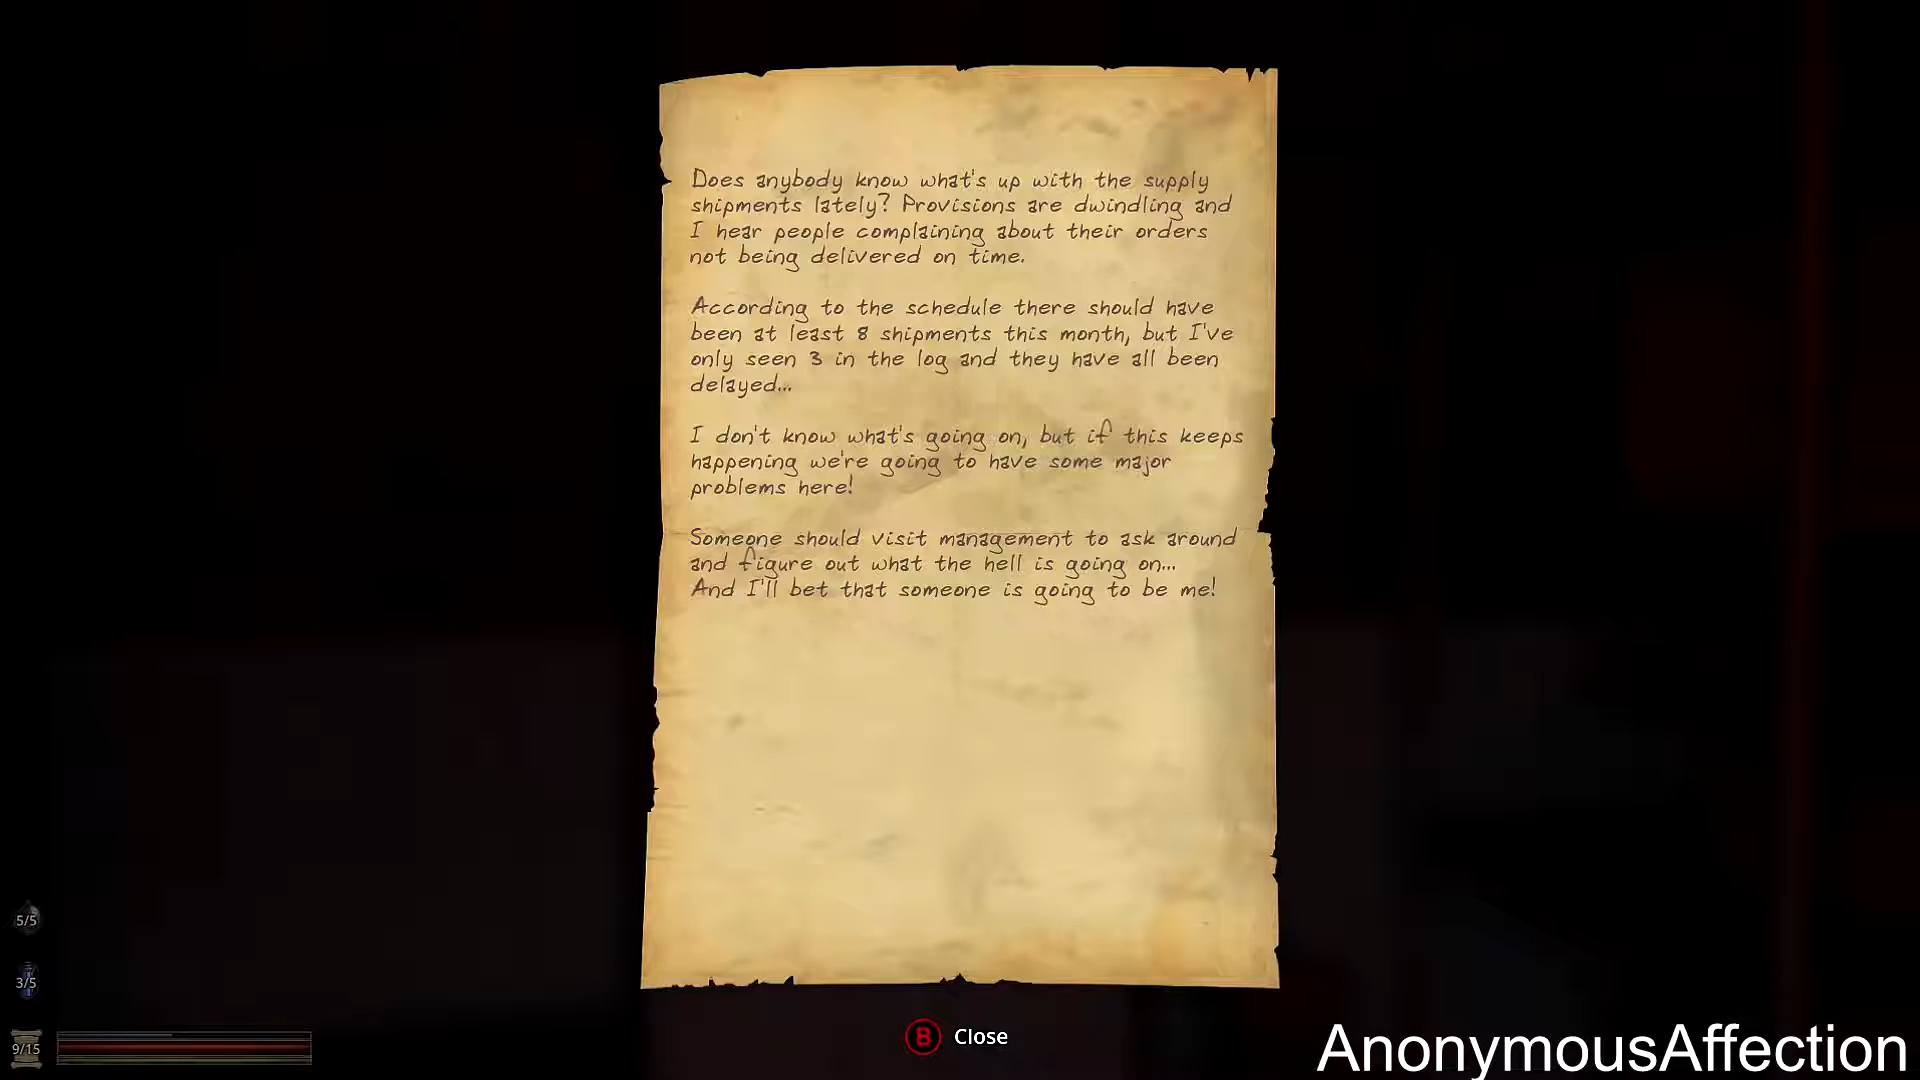 Does anybody know what's up with the supply
shipments lately? Provisions are dwindling and
I hear people complaining about their orders
not being delivered on time.
According to the schedule there should have
been at least 8 shipments this month, but I've
only seen 3 in the log and they have all been
delayed...
I don't know what's going on, but if this keeps
happening we're going to have some major
problems here!
Someone should visit management to ask around
and figure out what the hell is going on...
And I'll bet that someone is going to be me!
5/5
3/5
9/15
B Close
AnonymousAffection